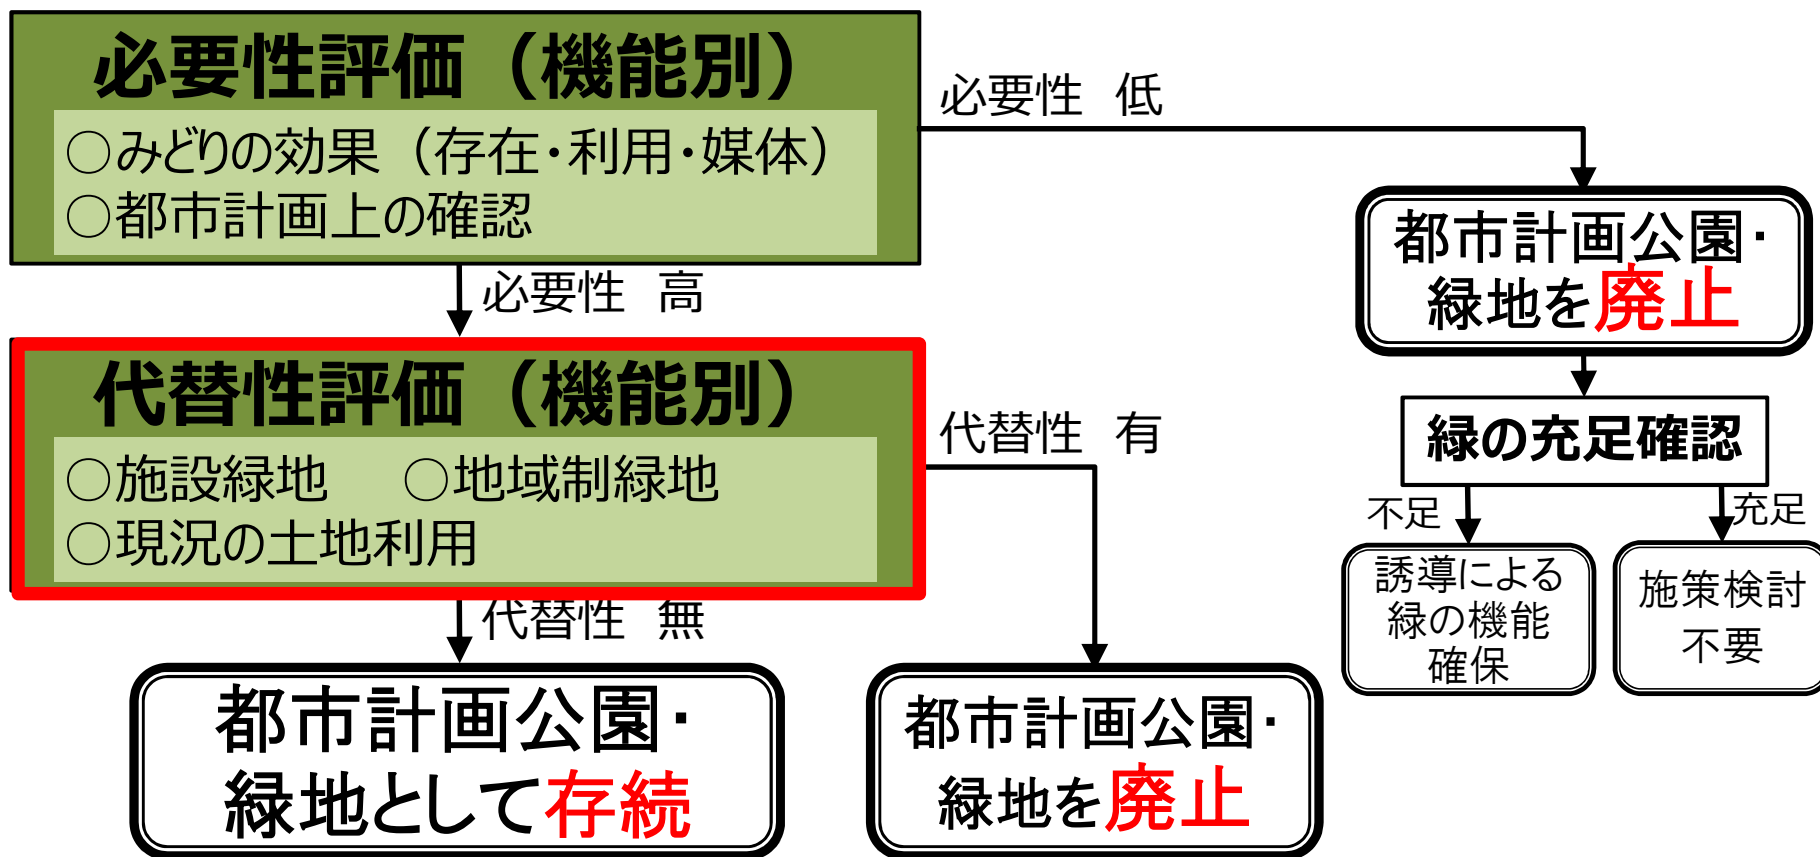 必要性評価（機能別）
○みどりの効果（存在・利用・媒体）
○都市計画上の確認
必要性　低
必要性　高
都市計画公園・
緑地を廃止
代替性評価（機能別）
○施設緑地　　○地域制緑地
○現況の土地利用
代替性　有
代替性　無
緑の充足確認
不足
充足
誘導による
緑の機能
確保
施策検討
不要
都市計画公園・
緑地として存続
都市計画公園・
緑地を廃止